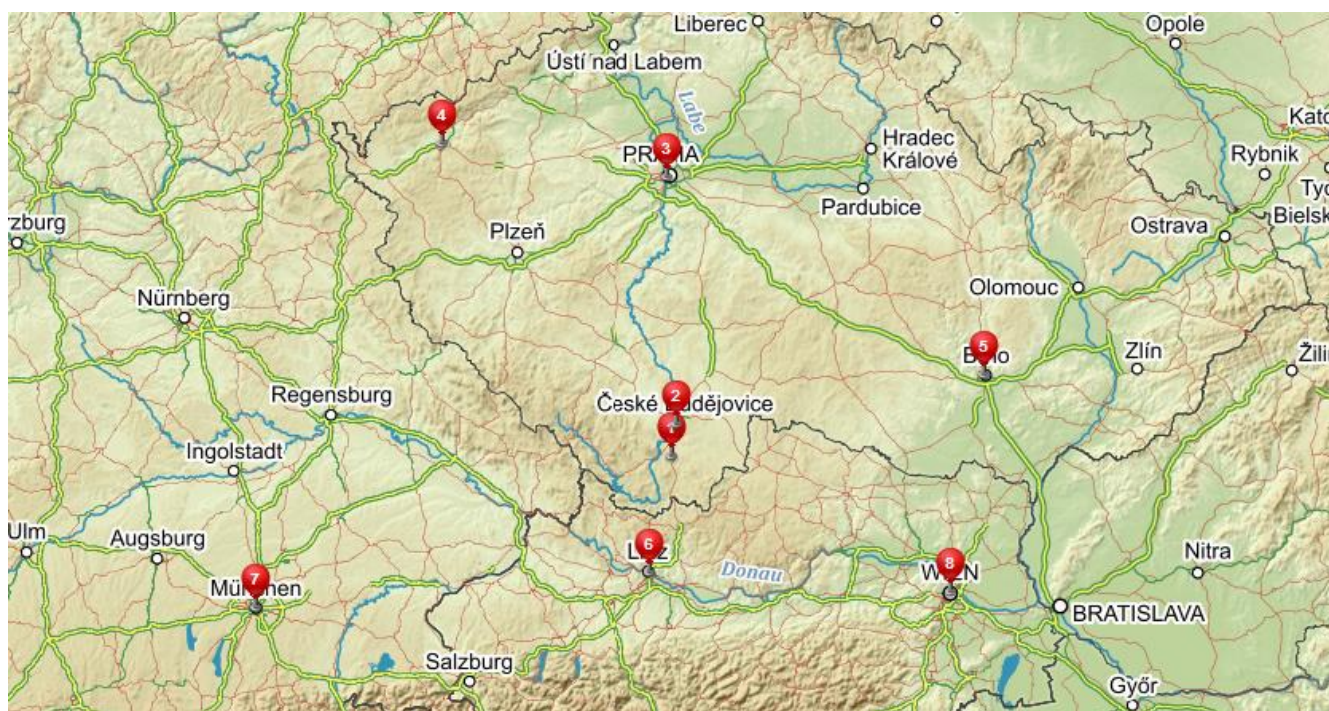 Liberec
Opole
Ústí nad Labem
Labe
Kato
4
3
PRAHA
Hradec
Králové
Rybnik
Tyc
rzburg
Pardubice
Bielsk
Plzeň
Ostrava
Nürnberg
Olomouc
5
Brno
Zlín
Žilin
2
České Budějovice
1
Regensburg
Ingolstadt
Ulm
Augsburg
6
Linz
Donau
8
WIEN
Nitra
7
München
BRATISLAVA
Salzburg
Győr